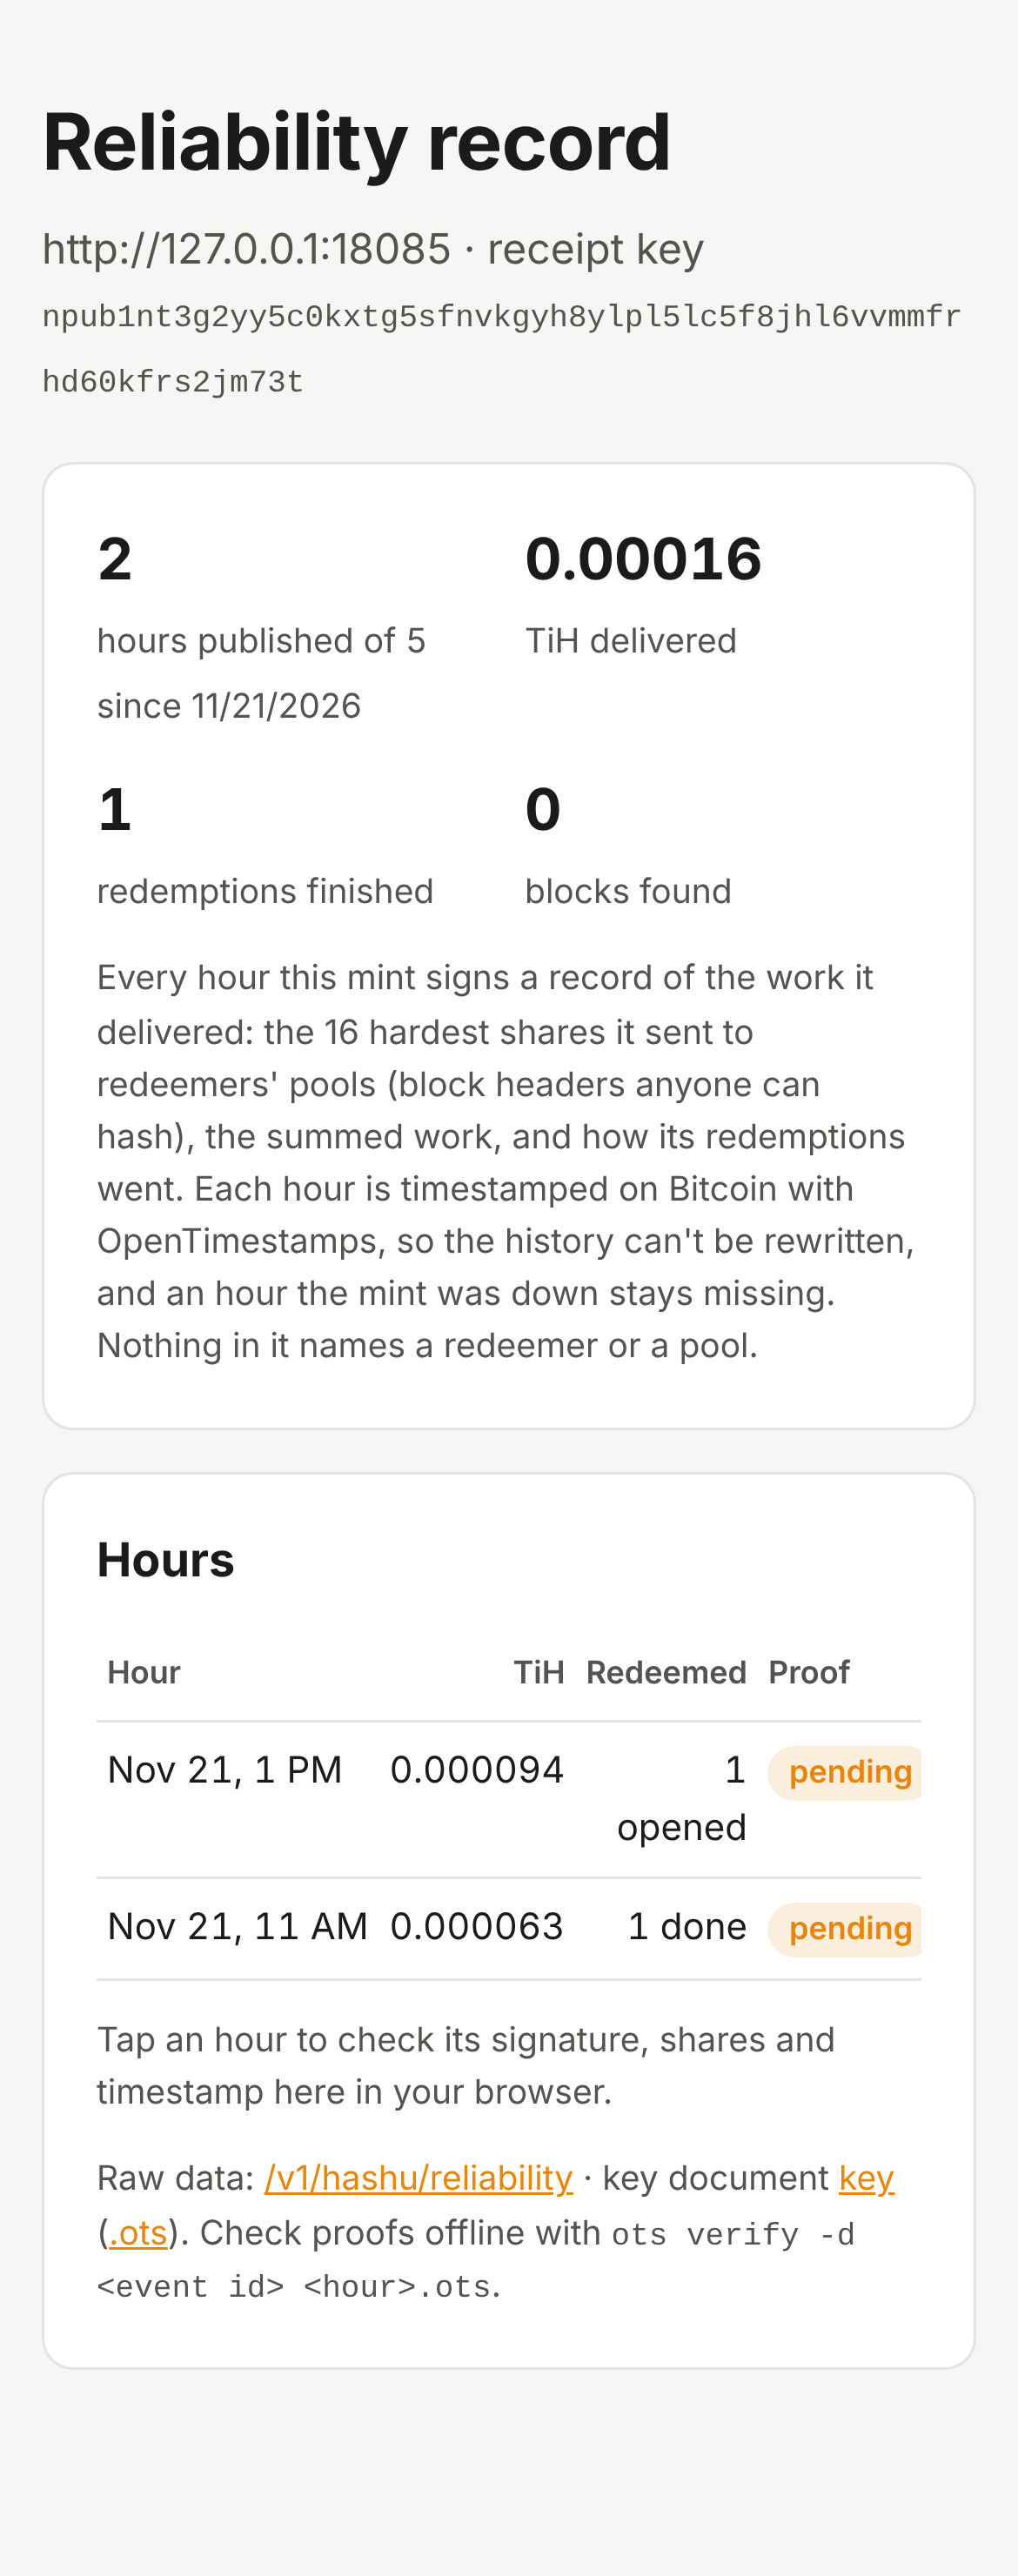 Reliability record
http://127.0.0.1:18085 · receipt key
npub1nt3g2yy5c0kxtg5sfnvkgyh8ylpl5lc5f8jhl6vvmmfr
hd60kfrs2jm73t
2
hours published of 5
since 11/21/2026
0.00016
TiH delivered
1
redemptions finished
0
blocks found
Every hour this mint signs a record of the work it
delivered: the 16 hardest shares it sent to
redeemers' pools (block headers anyone can
hash), the summed work, and how its redemptions
went. Each hour is timestamped on Bitcoin with
OpenTimestamps, so the history can't be rewritten,
and an hour the mint was down stays missing.
Nothing in it names a redeemer or a pool.
Hours
Hour TiH Redeemed Proof
Nov 21, 1 PM 0.000094 1 pending
opened
Nov 21, 11 AM 0.000063 1 done pending
Tap an hour to check its signature, shares and
timestamp here in your browser.
Raw data: /v1/hashu/reliability · key document key
(.ots). Check proofs offline with ots verify -d
<event id> <hour>.ots.